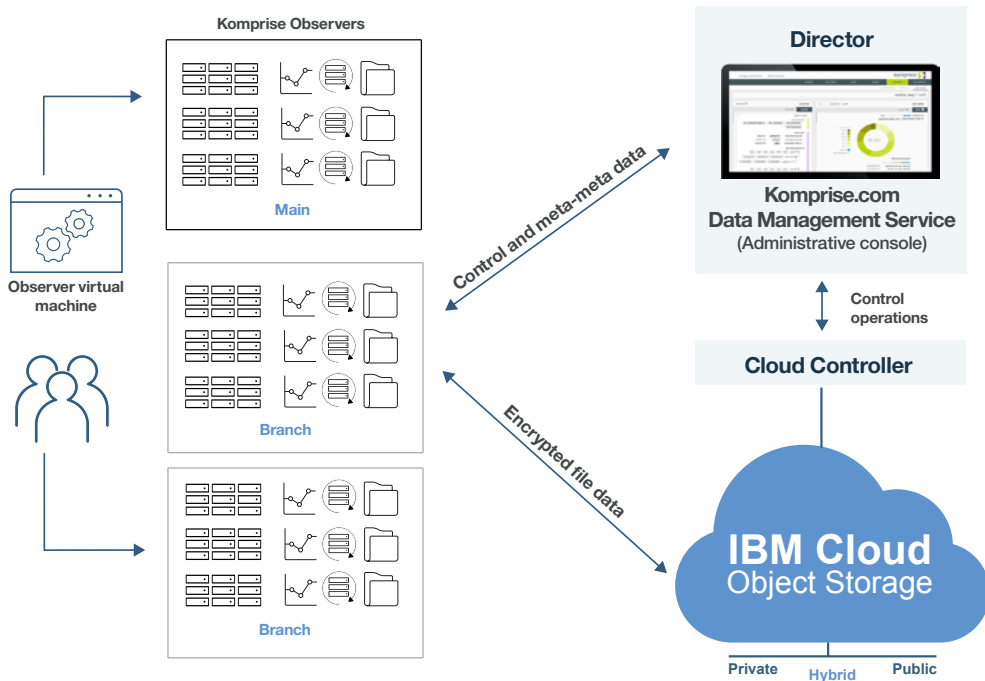 Komprise Observers
Main
Observer virtual
machine
Branch
Branch
Control and meta-meta data
Encrypted file data
Director
Komprise.com
Data Management Service
(Administrative console)
Control
operations
Cloud Controller
IBM Cloud
Object Storage
Private
Hybrid
Public